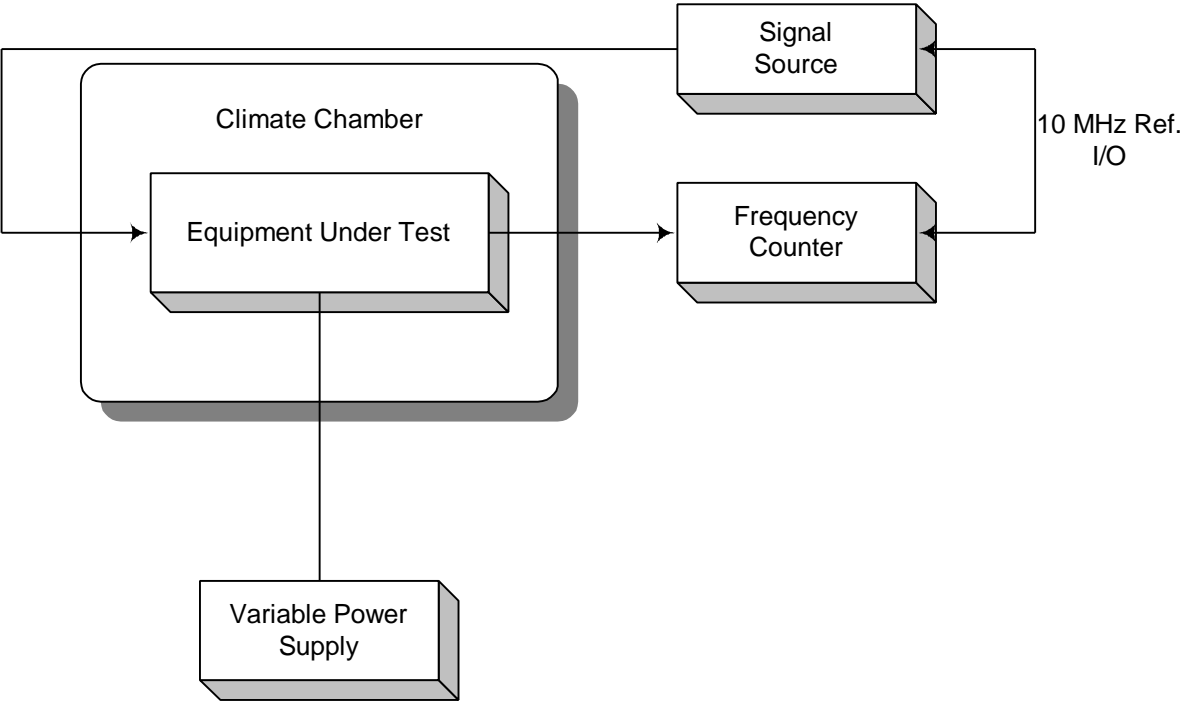 Signal
Source
Climate Chamber
10 MHz Ref.
I/O
Equipment Under Test
Frequency
Counter
Variable Power
Supply